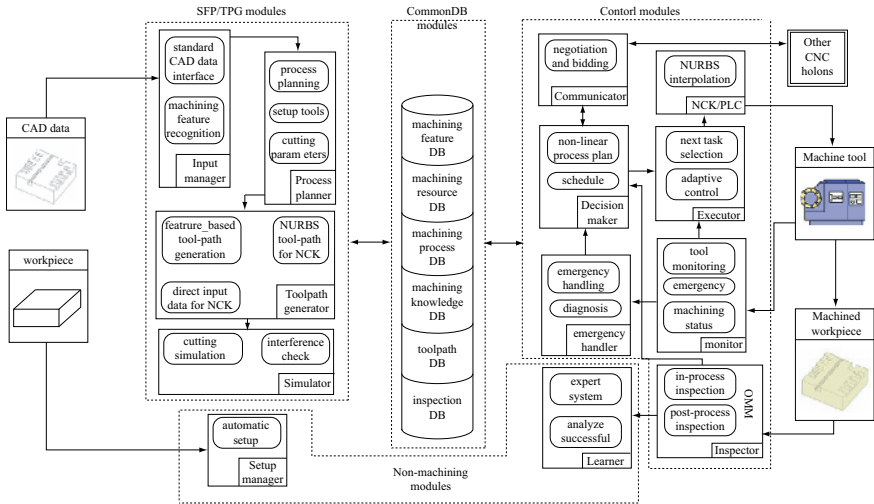 SFP/TPG modules
CommonDB
modules
Contorl modules
standard
CAD data
interface
machining
feature
recognition
Input
manager
process
planning
setup tools
cutting
param eters
Process
planner
CAD data
workpiece
featrure_based
tool-path
generation
NURBS
tool-path
for NCK
direct input
data for NCK
Toolpath
generator
cutting
simulation
interference
check
Simulator
automatic
setup
Setup
manager
Non-machining
modules
machining
feature
DB
machining
resource
DB
machining
process
DB
machining
knowledge
DB
toolpath
DB
inspection
DB
negotiation
and bidding
Communicator
NURBS
interpolation
NCK/PLC
Other
CNC
holons
non-linear
process plan
schedule
Decision
maker
next task
selection
adaptive
control
Executor
Machine tool
emergency
handling
diagnosis
emergency
handler
tool
monitoring
emergency
machining
status
monitor
Machined
workpiece
expert
system
analyze
successful
Learner
in-process
inspection
post-process
inspection
OMM
Inspector